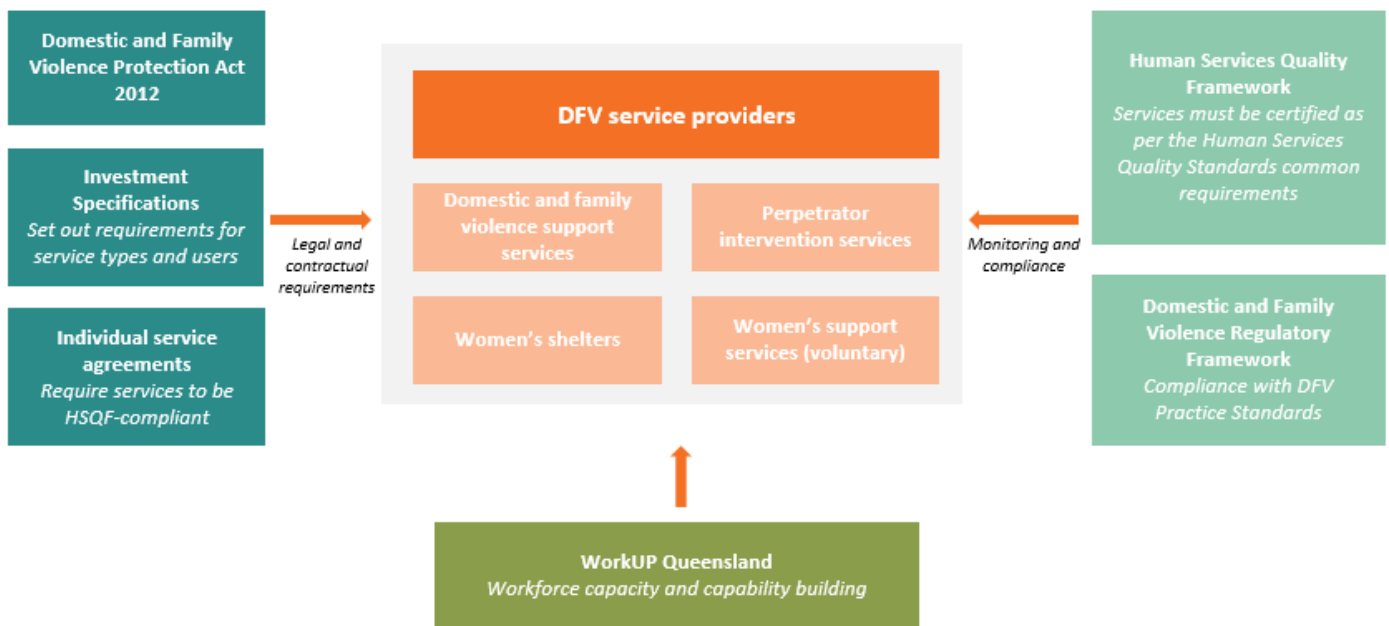 Domestic and Family
Violence Protection Act
2012
Investment
Specifications
Set out requirements for
service types and users
Individual service
agreements
Require services to be
HSQF-compliant
Legal and
contractual
requirements
DFV service providers
Domestic and family
violence support
services
Perpetrator
intervention services
Women’s shelters
Women’s support
services (voluntary)
Monitoring and
compliance
Human Services Quality
Framework
Services must be certified as
per the Human Services
Quality Standards common
requirements
Domestic and Family
Violence Regulatory
Framework
Compliance with DFV
Practice Standards
WorkUP Queensland
Workforce capacity and capability building